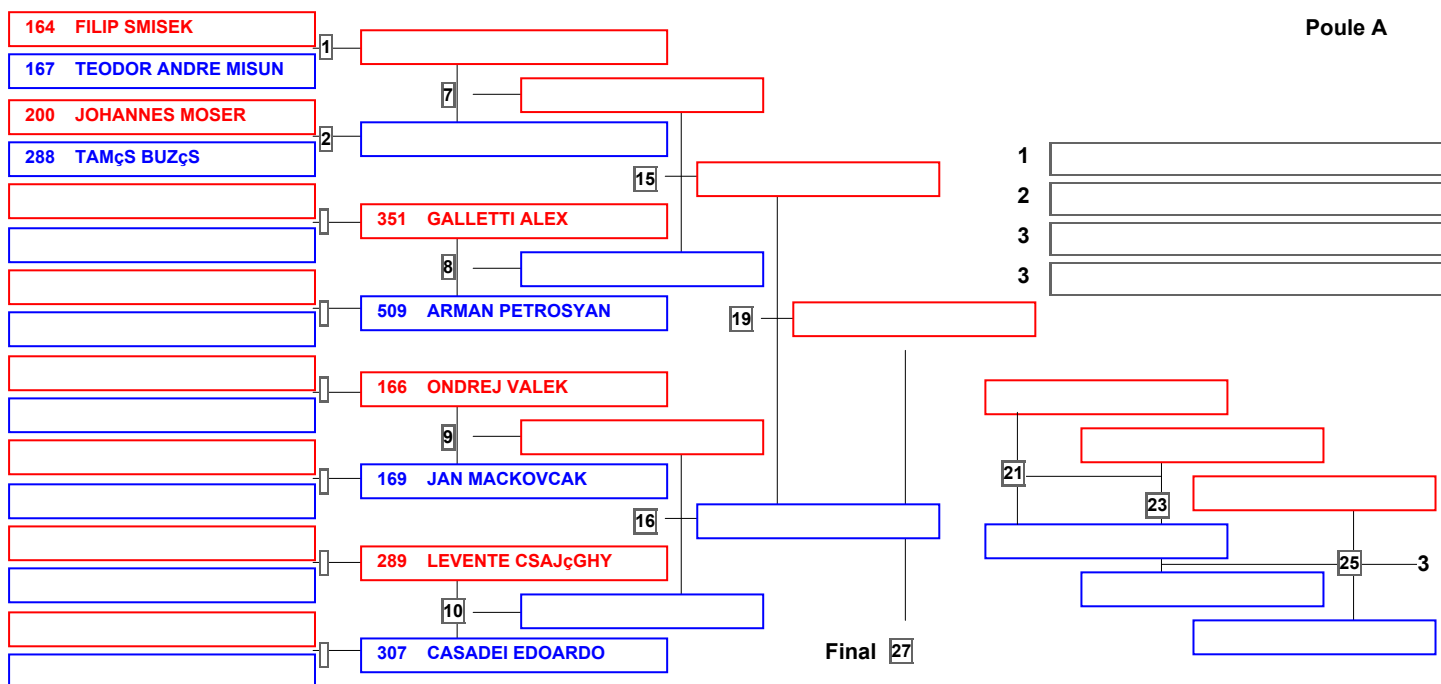 164 FILIP SMISEK
Poule A
1
167 TEODOR ANDRE MISUN
7
200 JOHANNES MOSER
2
288 TAMçS BUZçS
1
15
2
351 GALLETTI ALEX
3
8
3
509 ARMAN PETROSYAN
19
166 ONDREJ VALEK
9
21
169 JAN MACKOVCAK
23
16
289 LEVENTE CSAJçGHY
25 3
10
307 CASADEI EDOARDO
Final 27